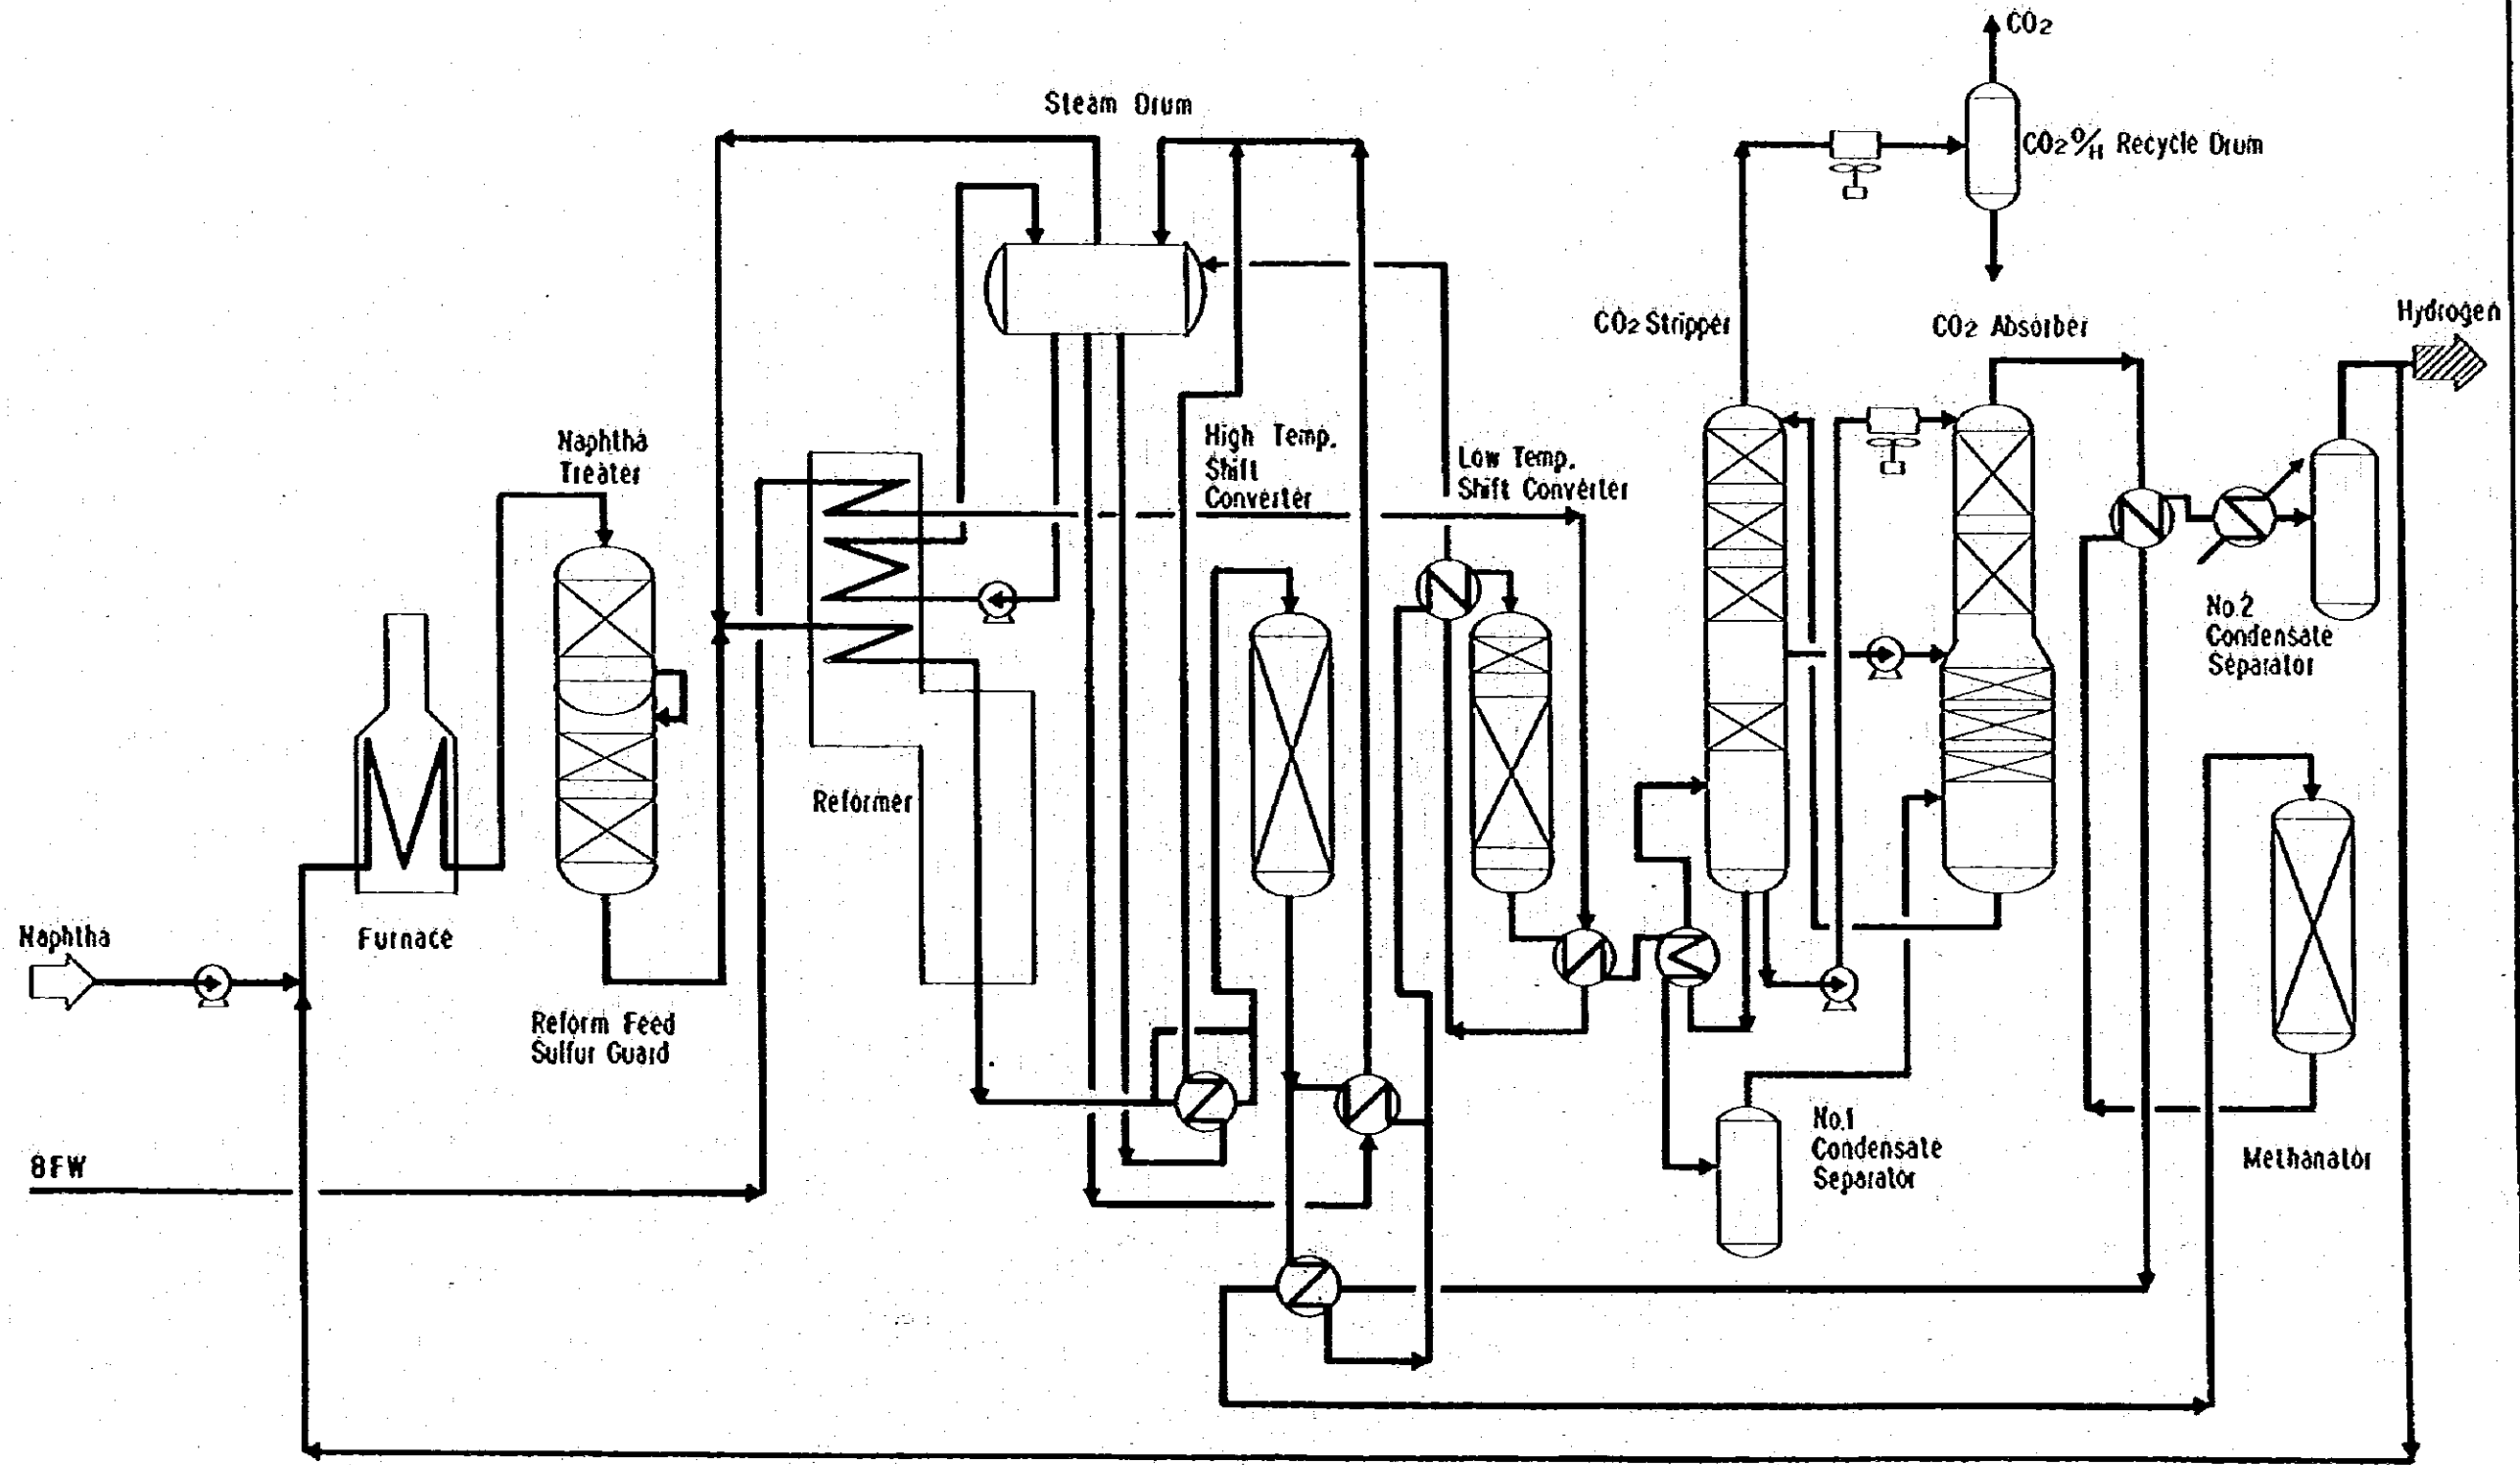 CO2
Steam Drum
CO2 O/H Recycle Drum
Hydrogen
CO2 Stripper
CO2 Absorber
Naphtha
Treater
High Temp.
Shift
Converter
Low Temp.
Shift Converter
No.2
Condensate
Separator
Reformer
Naphtha
Furnace
Reform Feed
Sulfur Guard
No.1
Condensate
Separator
Methanator
BFW